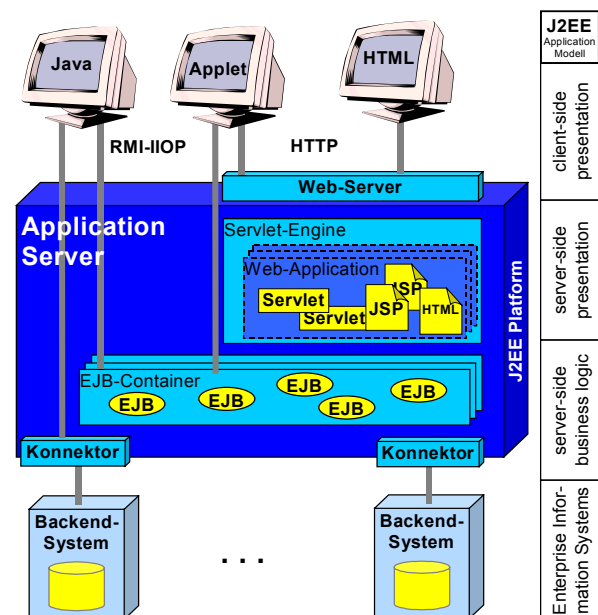 Java
Applet
HTML
RMI-IIOP
HTTP
Web-Server
Application
Server
Servlet-Engine
Web-Application
Servlet
Servlet
JSP
JSP
HTML
J2EE Platform
EJB-Container
EJB
EJB
EJB
EJB
EJB
Konnektor
Konnektor
Backend-
System
. . .
Backend-
System
J2EE
Application
Modell
client-side
presentation
server-side
presentation
server-side
business logic
Enterprise Infor-
mation Systems